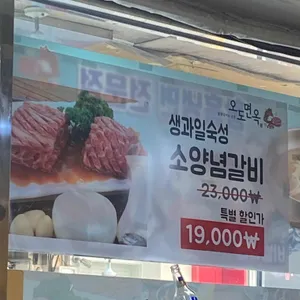 오도면옥
생과일숙성
소양념갈비
23,000₩
특별 할인가
19,000₩